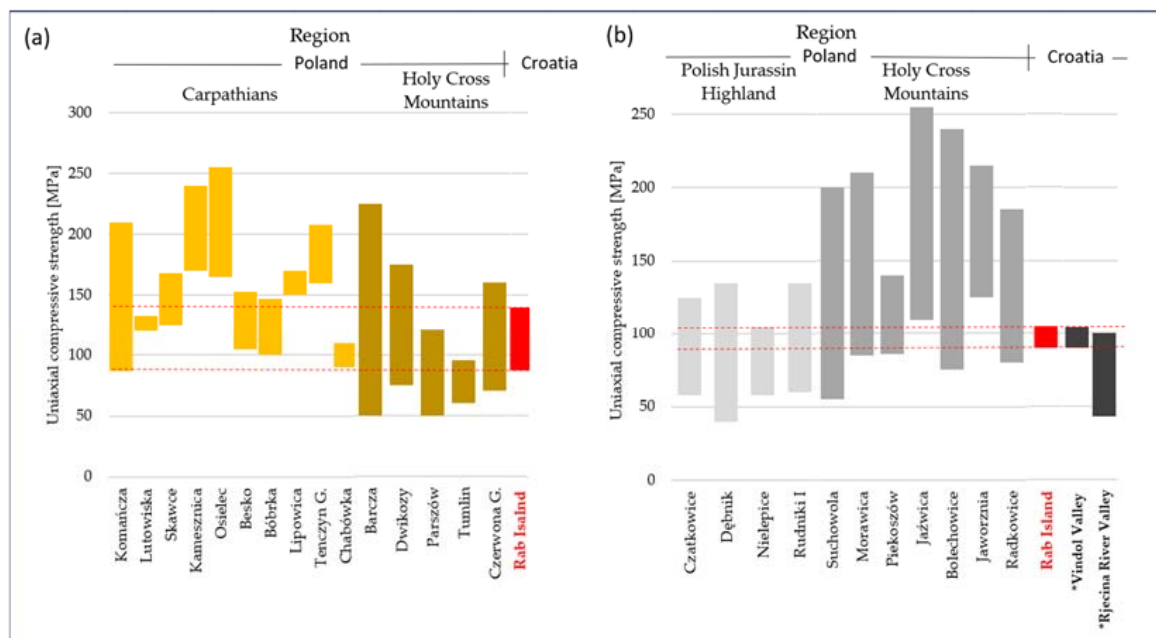 (a)
Region
Poland
Croatia
Carpathians
Holy Cross
Mountains
Uniaxial compressive strength [MPa]
300
250
200
150
100
50
0
Komańcza
Lutowiska
Skawce
Kamesznica
Osielec
Besko
Bóbrka
Lipowica
Tenczyn G.
Chabówka
Barcza
Dwikozy
Parszów
Tumlin
Czerwona G.
Rab Isalnd
(b)
Region
Poland
Croatia
Polish Jurassin
Highland
Holy Cross
Mountains
Uniaxial compressive strength [MPa]
250
200
150
100
50
0
Czatkowice
Dębnik
Nielepice
Rudniki I
Suchowola
Morawica
Piekoszów
Jaźwica
Bolechowice
Jaworznia
Radkowice
Rab Island
*Vindol Valley
*Rjecina River Valley